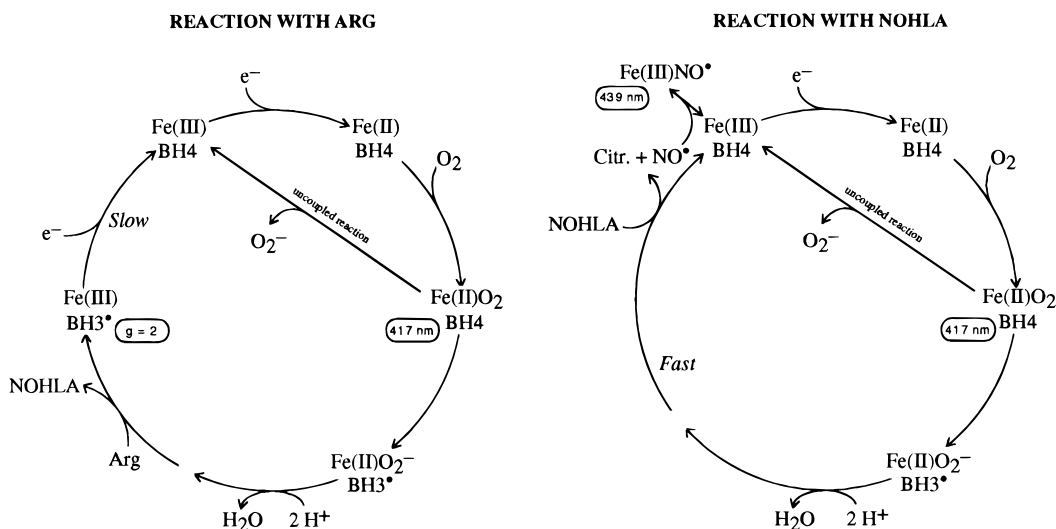 REACTION WITH ARG
e⁻
Fe(III)
BH4
Fe(II)
BH4
O₂
uncoupled reaction
O₂⁻
Slow
e⁻
Fe(III)
BH3•
g = 2
Fe(II)O₂
BH4
417 nm
NOHLA
Arg
Fe(II)O₂⁻
BH3•
H₂O
2 H⁺
REACTION WITH NOHLA
Fe(III)NO•
439 nm
e⁻
Fe(III)
BH4
Fe(II)
BH4
Citr. + NO•
O₂
uncoupled reaction
O₂⁻
NOHLA
Fe(II)O₂
BH4
417 nm
Fast
Fe(II)O₂⁻
BH3•
H₂O
2 H⁺